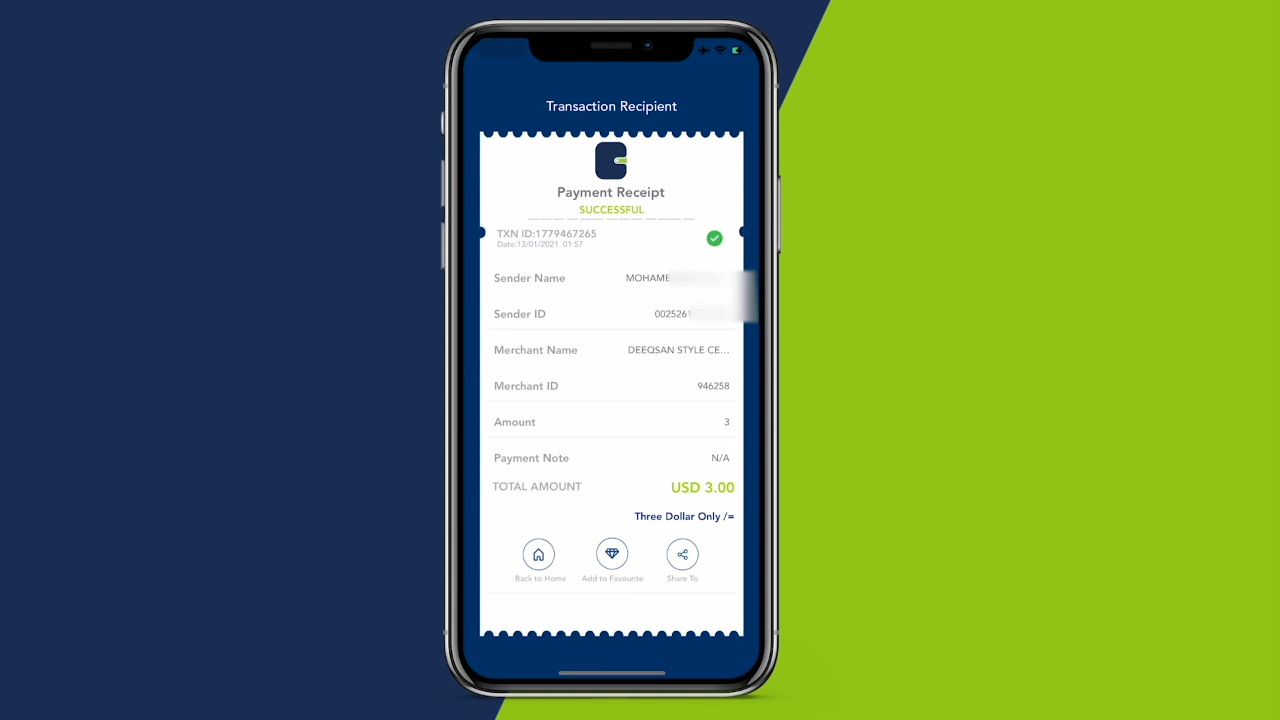 Transaction Recipient
Payment Receipt
SUCCESSFUL
TXN ID:1779467265
Date:13/01/2021 01:57
Sender Name MOHAME
Sender ID 0025261
Merchant Name DEEQSAN STYLE CE...
Merchant ID 946258
Amount 3
Payment Note N/A
TOTAL AMOUNT USD 3.00
Three Dollar Only /=
Back to Home Add to Favourite Share To